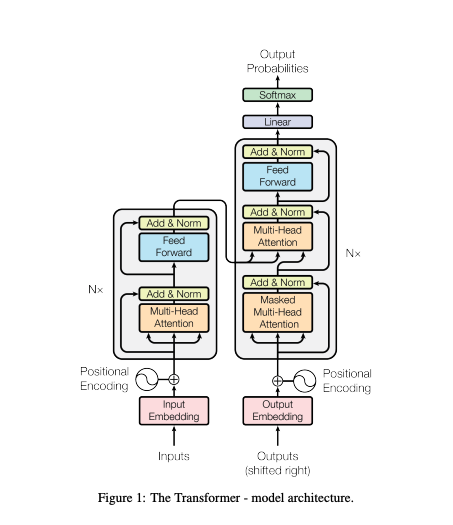 Output
Probabilities
Softmax
Linear
Add & Norm
Feed
Forward
Add & Norm
Multi-Head
Attention
Add & Norm
Masked
Multi-Head
Attention
N×
Add & Norm
Feed
Forward
Add & Norm
Multi-Head
Attention
N×
Positional
Encoding
Positional
Encoding
Input
Embedding
Output
Embedding
Inputs
Outputs
(shifted right)
Figure 1: The Transformer - model architecture.